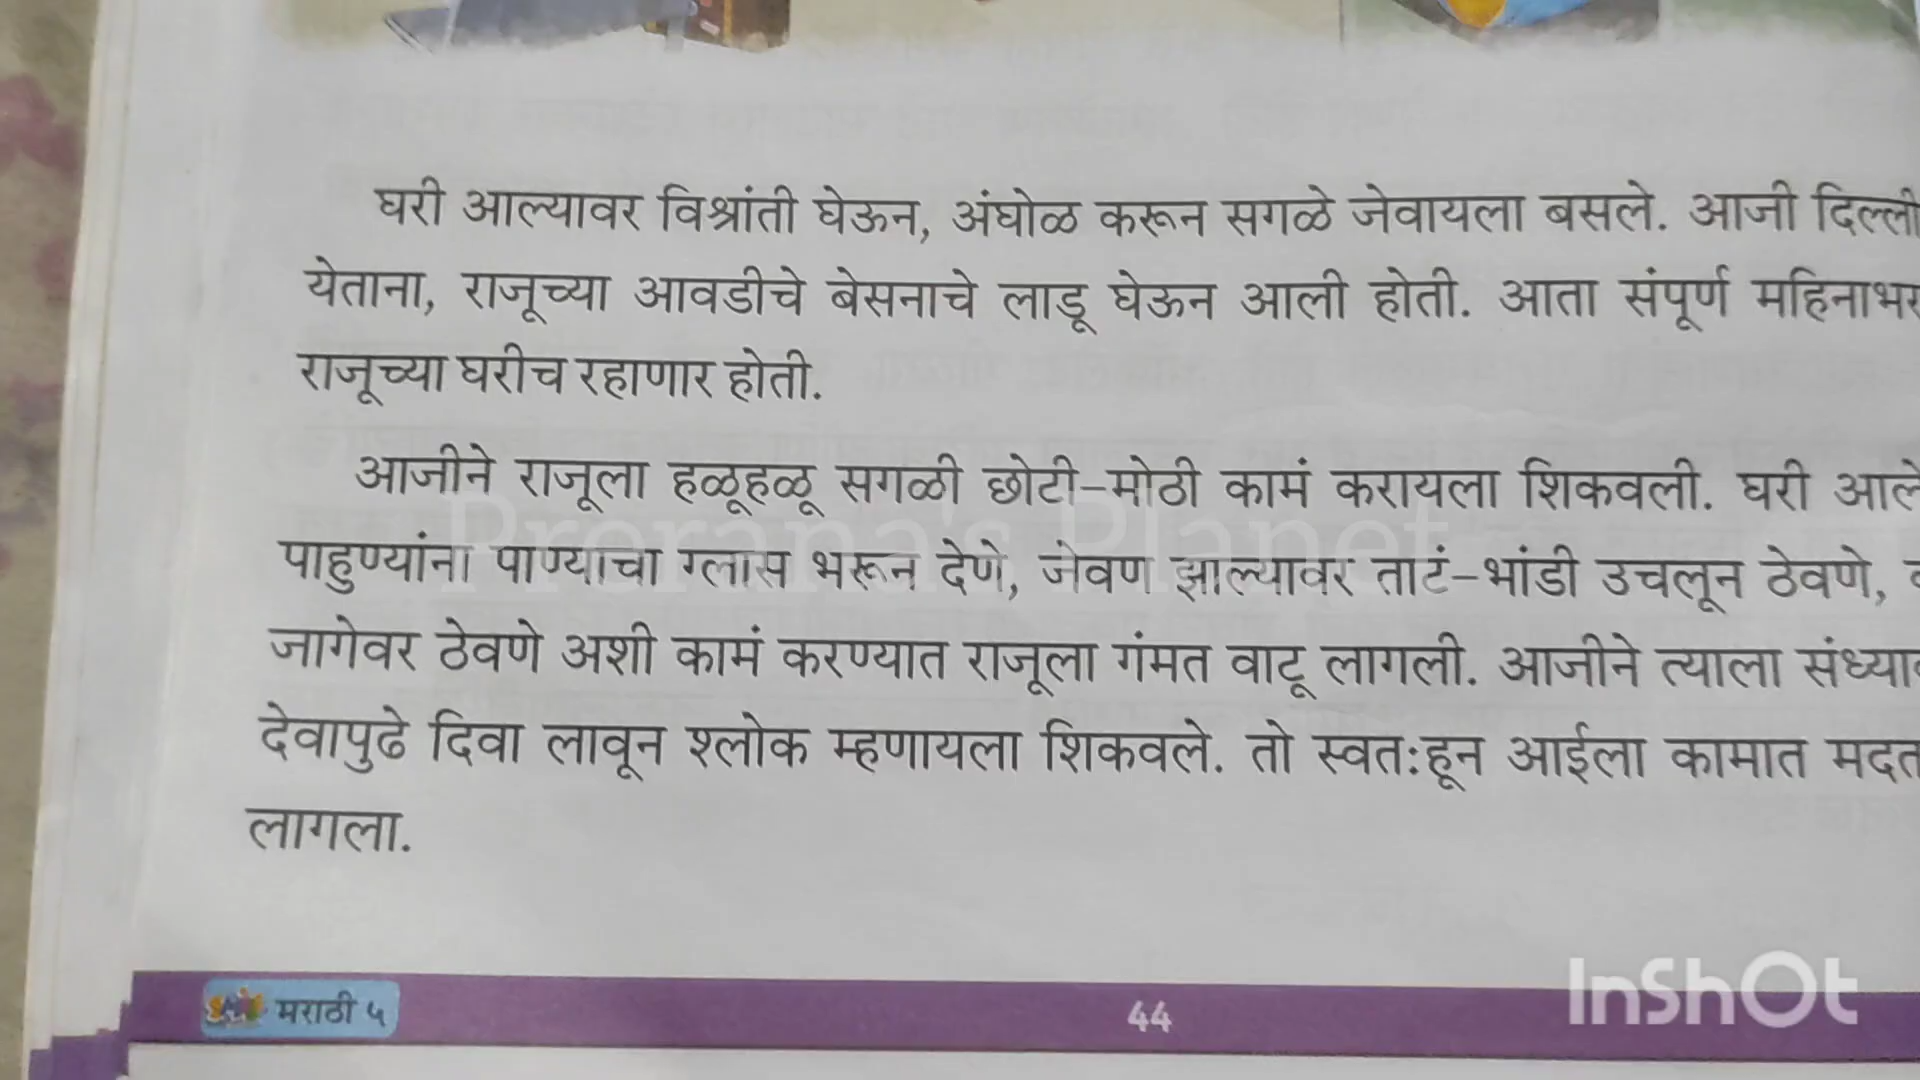 घरी आल्यावर विश्रांती घेऊन, अंघोळ करून सगळे जेवायला बसले. आजी दिल्ली
येताना, राजूच्या आवडीचे बेसनाचे लाडू घेऊन आली होती. आता संपूर्ण महिनाभर
राजूच्या घरीच रहाणार होती.
आजीने राजूला हळूहळू सगळी छोटी-मोठी कामं करायला शिकवली. घरी आले
पाहुण्यांना पाण्याचा ग्लास भरून देणे, जेवण झाल्यावर ताटं-भांडी उचलून ठेवणे,
जागेवर ठेवणे अशी कामं करण्यात राजूला गंमत वाटू लागली. आजीने त्याला संध्या
देवापुढे दिवा लावून श्लोक म्हणायला शिकवले. तो स्वत:हून आईला कामात मदत
लागला.
Prerana's Planet
मराठी ५
44
InShOt